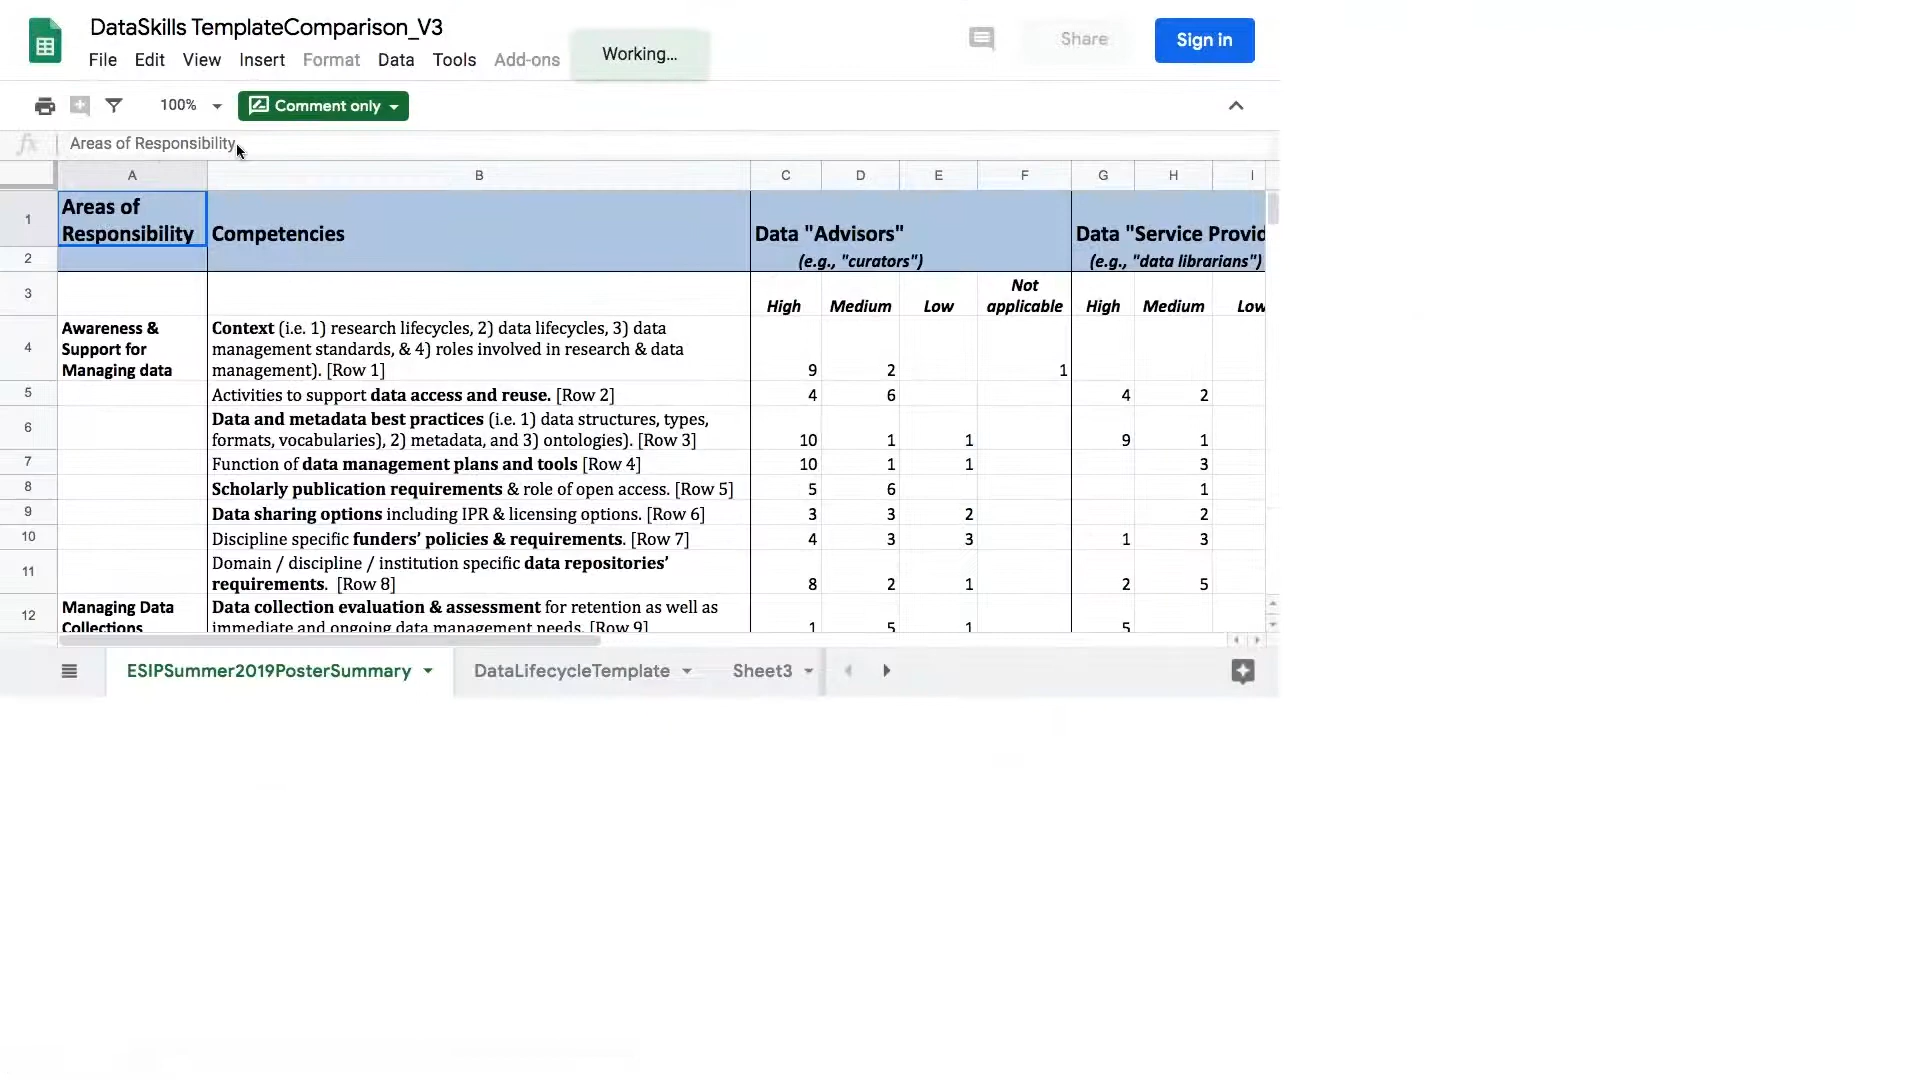 DataSkills TemplateComparison_V3
File Edit View Insert Format Data Tools Add-ons
Working...
Share
Sign in
100%
Comment only
fx
Areas of Responsibility
A B C D E F G H I
1 Areas of
Responsibility Competencies Data "Advisors" Data "Service Provid
2 (e.g., "curators") (e.g., "data librarians")
3 High Medium Low Not
applicable High Medium Low
4 Awareness &
Support for
Managing data Context (i.e. 1) research lifecycles, 2) data lifecycles, 3) data
management standards, & 4) roles involved in research & data
management). [Row 1] 9 2 1
5 Activities to support data access and reuse. [Row 2] 4 6 4 2
6 Data and metadata best practices (i.e. 1) data structures, types,
formats, vocabularies), 2) metadata, and 3) ontologies). [Row 3] 10 1 1 9 1
7 Function of data management plans and tools [Row 4] 10 1 1 3
8 Scholarly publication requirements & role of open access. [Row 5] 5 6 1
9 Data sharing options including IPR & licensing options. [Row 6] 3 3 2 2
10 Discipline specific funders' policies & requirements. [Row 7] 4 3 3 1 3
11 Domain / discipline / institution specific data repositories'
requirements. [Row 8] 8 2 1 2 5
12 Managing Data
Collections Data collection evaluation & assessment for retention as well as
immediate and ongoing data management needs. [Row 9] 1 5 1 5
ESIPSummer2019PosterSummary DataLifecycleTemplate Sheet3